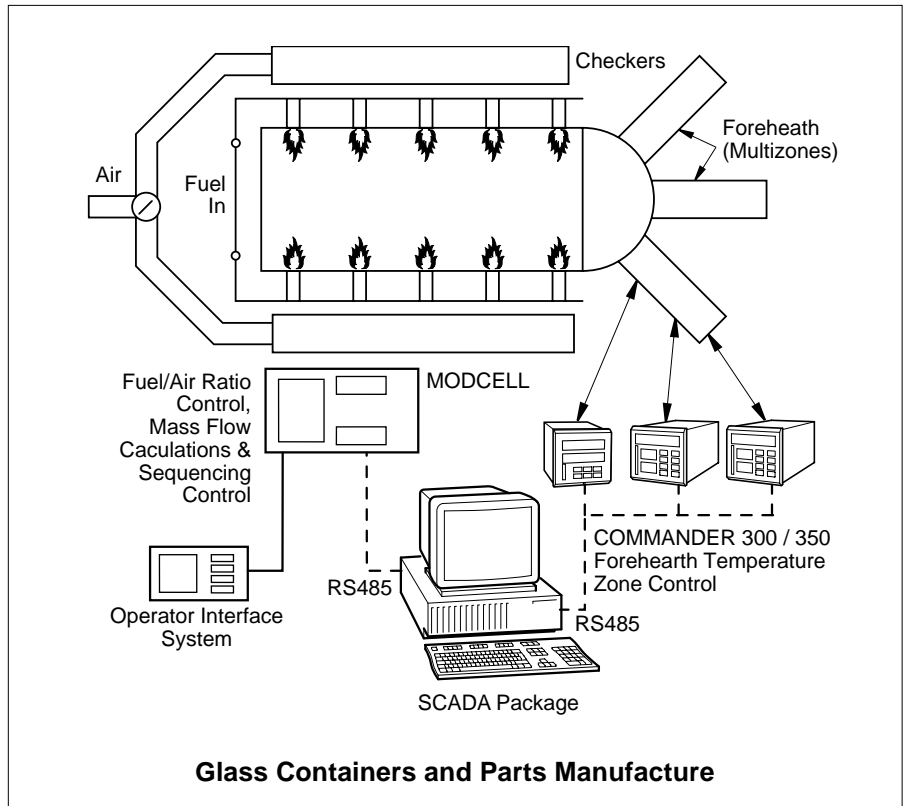 Checkers
Foreheath
(Multizones)
Air
Fuel
In
Fuel/Air Ratio
Control,
Mass Flow
Caculations &
Sequencing
Control
MODCELL
COMMANDER 300 / 350
Forehearth Temperature
Zone Control
RS485
RS485
Operator Interface
System
SCADA Package
Glass Containers and Parts Manufacture